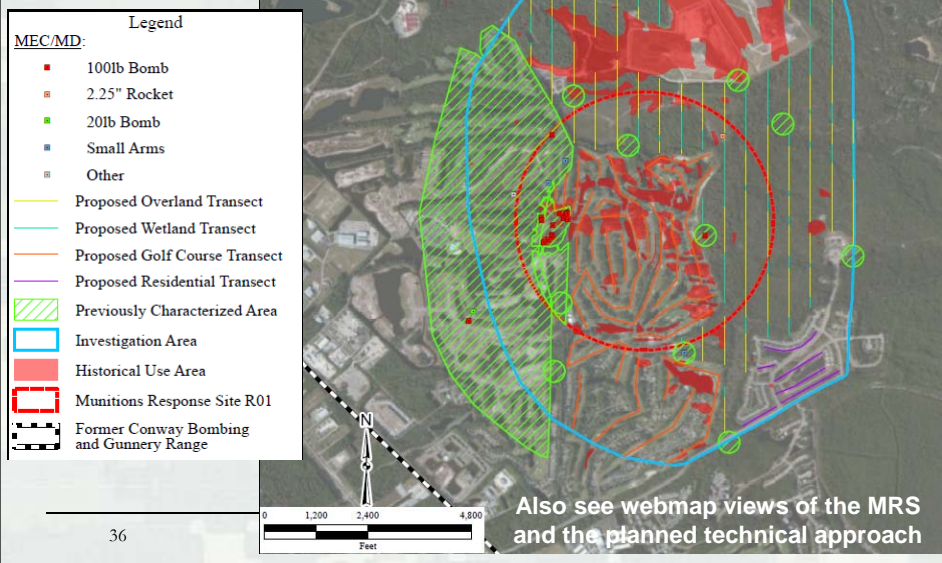 Legend
MEC/MD:
100lb Bomb
2.25" Rocket
20lb Bomb
Small Arms
Other
Proposed Overland Transect
Proposed Wetland Transect
Proposed Golf Course Transect
Proposed Residential Transect
Previously Characterized Area
Investigation Area
Historical Use Area
Munitions Response Site R01
Former Conway Bombing
and Gunnery Range
N
0 1,200 2,400 4,800
Feet
Also see webmap views of the MRS
and the planned technical approach
36